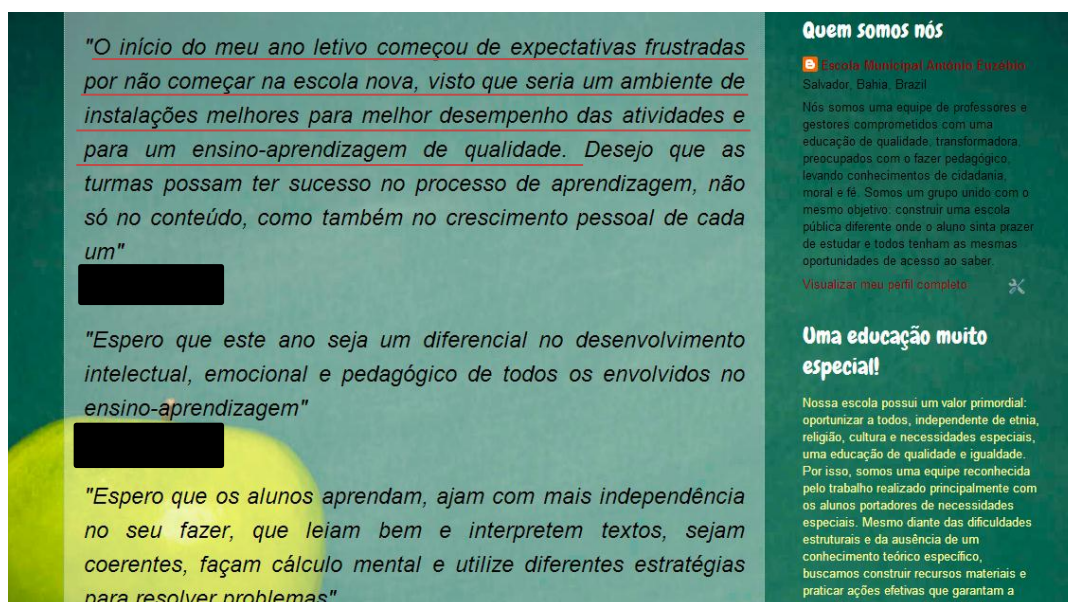 "O início do meu ano letivo começou de expectativas frustradas
por não começar na escola nova, visto que seria um ambiente de
instalações melhores para melhor desempenho das atividades e
para um ensino-aprendizagem de qualidade. Desejo que as
turmas possam ter sucesso no processo de aprendizagem, não
só no conteúdo, como também no crescimento pessoal de cada
um"
"Espero que este ano seja um diferencial no desenvolvimento
intelectual, emocional e pedagógico de todos os envolvidos no
ensino-aprendizagem"
"Espero que os alunos aprendam, ajam com mais independência
no seu fazer, que leiam bem e interpretem textos, sejam
coerentes, façam cálculo mental e utilize diferentes estratégias
para resolver problemas"
Quem somos nós
Escola Municipal Antônio Euzébio
Salvador, Bahia, Brazil
Nós somos uma equipe de professores e
gestores comprometidos com uma
educação de qualidade, transformadora,
preocupados com o fazer pedagógico,
levando conhecimentos de cidadania,
moral e fé. Somos um grupo unido com o
mesmo objetivo: construir uma escola
pública diferente onde o aluno sinta prazer
de estudar e todos tenham as mesmas
oportunidades de acesso ao saber.
Visualizar meu perfil completo
Uma educação muito
especial!
Nossa escola possui um valor primordial:
oportunizar a todos, independente de etnia,
religião, cultura e necessidades especiais,
uma educação de qualidade e igualdade.
Por isso, somos uma equipe reconhecida
pelo trabalho realizado principalmente com
os alunos portadores de necessidades
especiais. Mesmo diante das dificuldades
estruturais e da ausência de um
conhecimento teórico específico,
buscamos construir recursos materiais e
praticar ações efetivas que garantam a